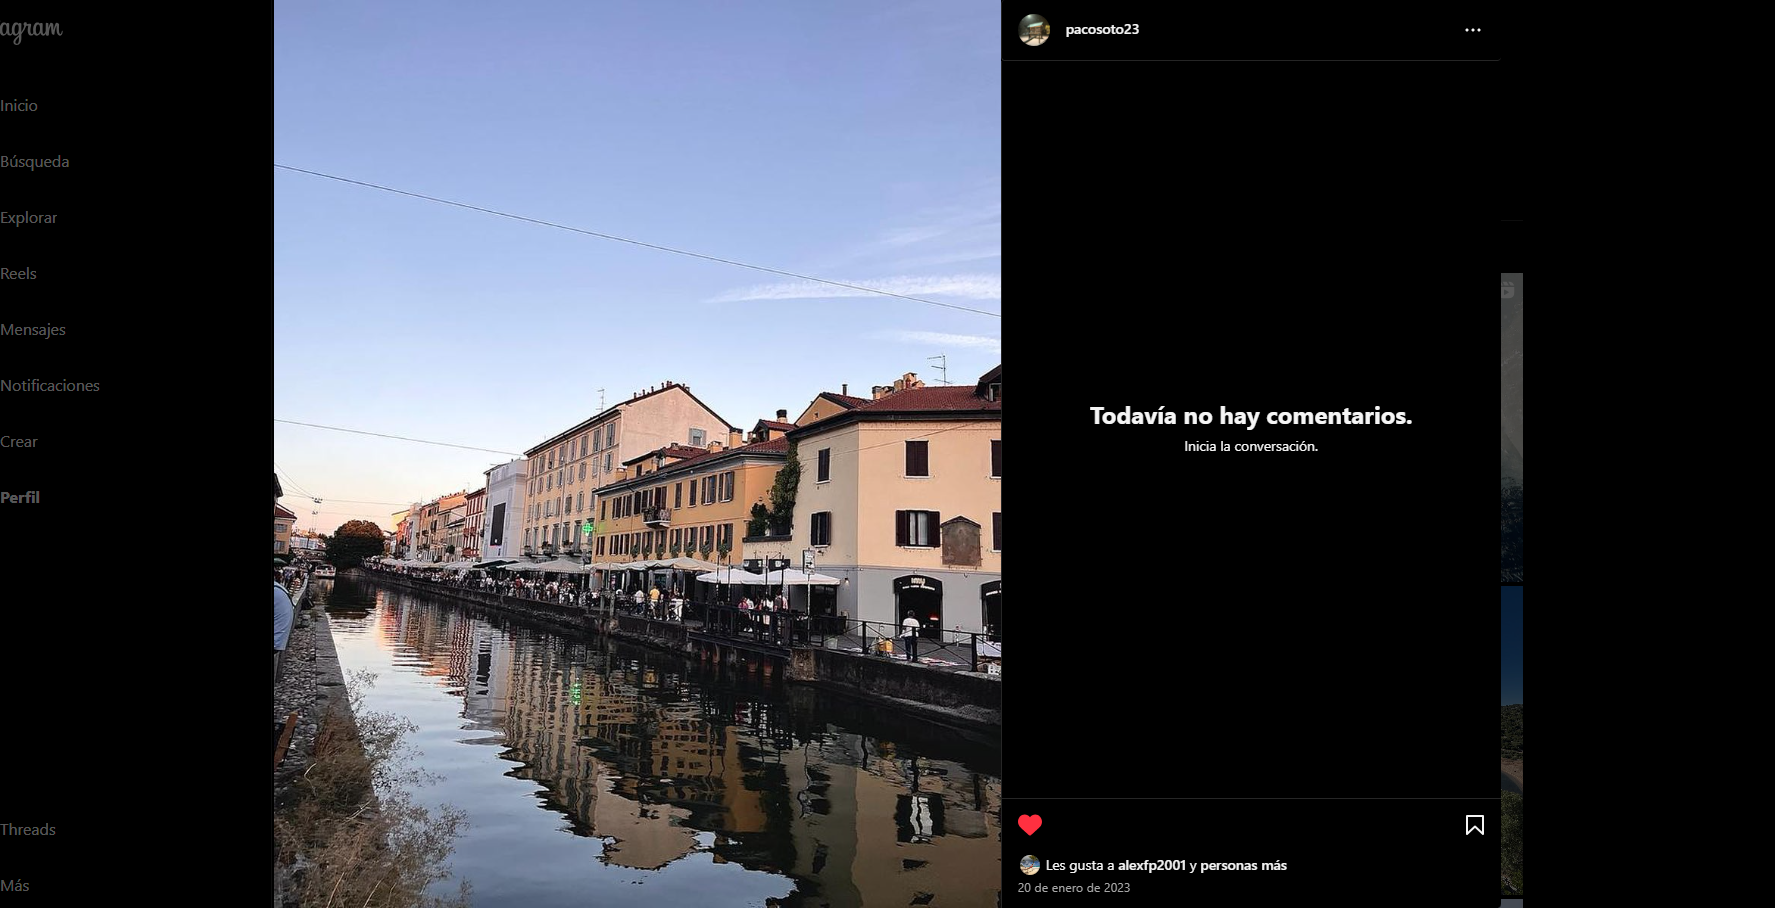 agram
Inicio
Búsqueda
Explorar
Reels
Mensajes
Notificaciones
Crear
Perfil
Threads
Más
pacosoto23
Todavía no hay comentarios.
Inicia la conversación.
Les gusta a alexfp2001 y personas más
20 de enero de 2023